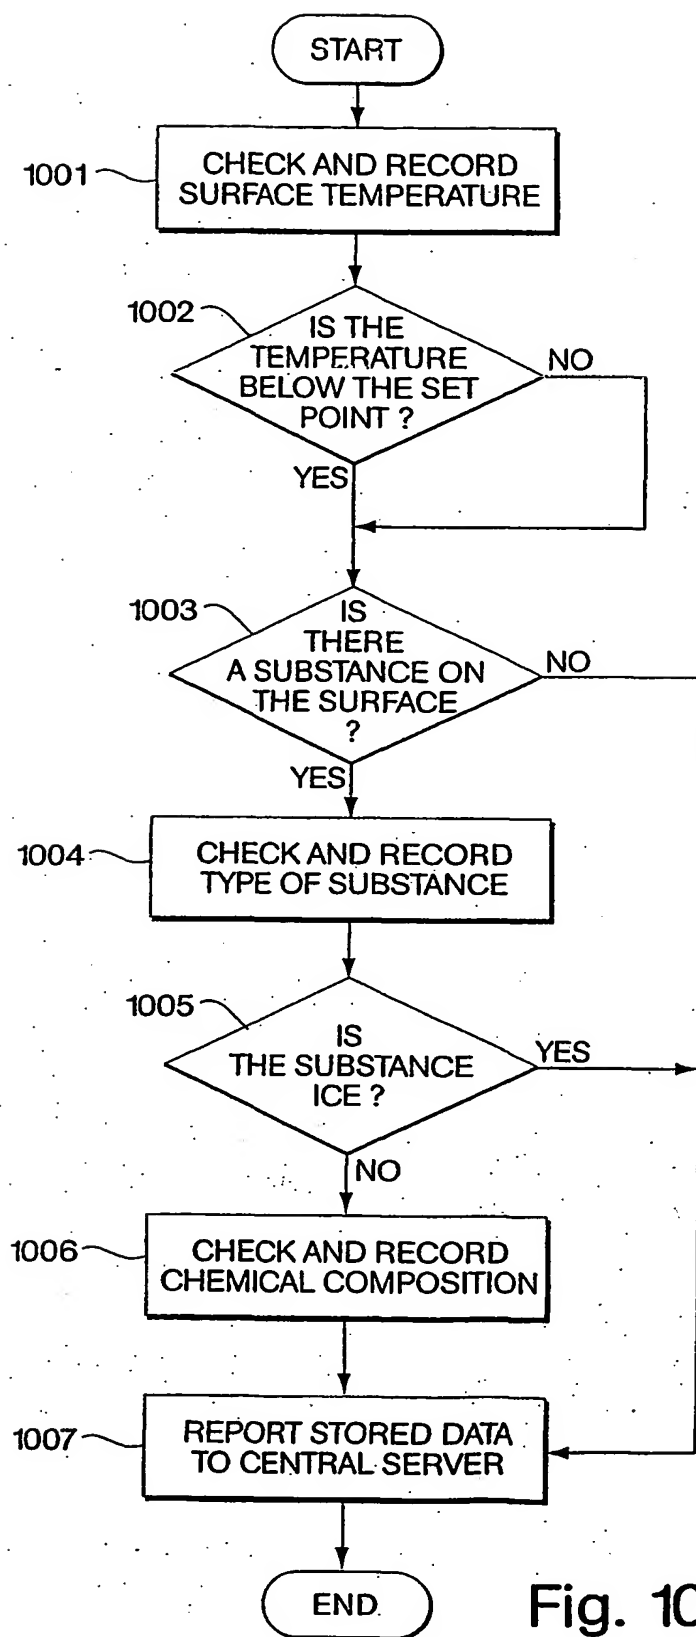 START
1001
CHECK AND RECORD
SURFACE TEMPERATURE
1002
IS THE
TEMPERATURE
BELOW THE SET
POINT ?
NO
YES
1003
IS
THERE
A SUBSTANCE ON
THE SURFACE
?
NO
YES
1004
CHECK AND RECORD
TYPE OF SUBSTANCE
1005
IS
THE SUBSTANCE
ICE ?
YES
NO
1006
CHECK AND RECORD
CHEMICAL COMPOSITION
1007
REPORT STORED DATA
TO CENTRAL SERVER
END
Fig. 10